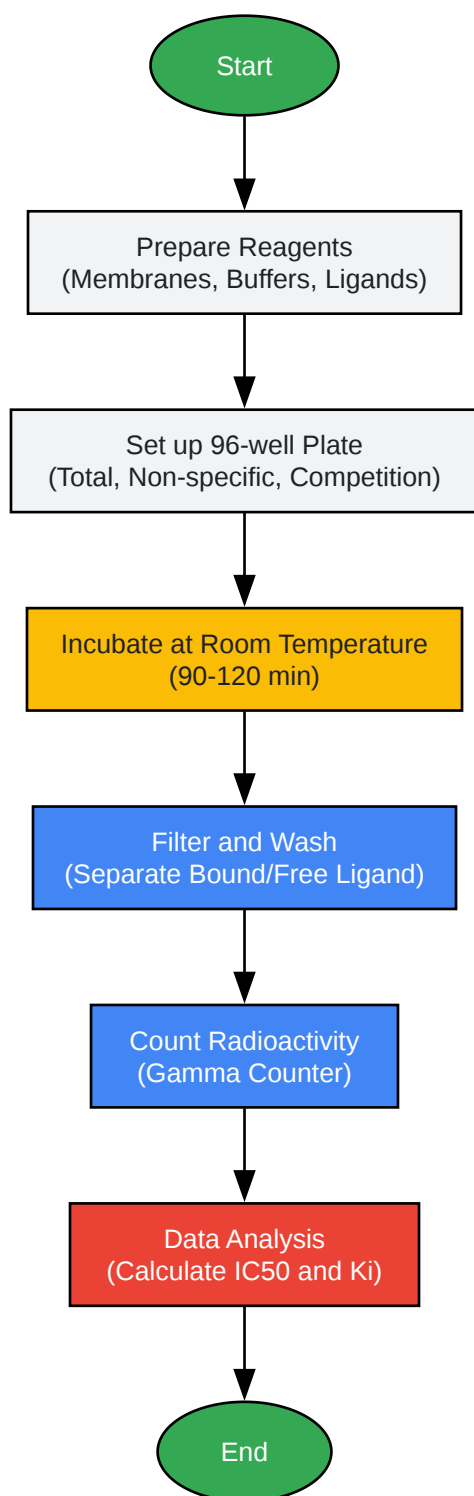 Start
Prepare Reagents
(Membranes, Buffers, Ligands)
Set up 96-well Plate
(Total, Non-specific, Competition)
Incubate at Room Temperature
(90-120 min)
Filter and Wash
(Separate Bound/Free Ligand)
Count Radioactivity
(Gamma Counter)
Data Analysis
(Calculate IC50 and Ki)
End